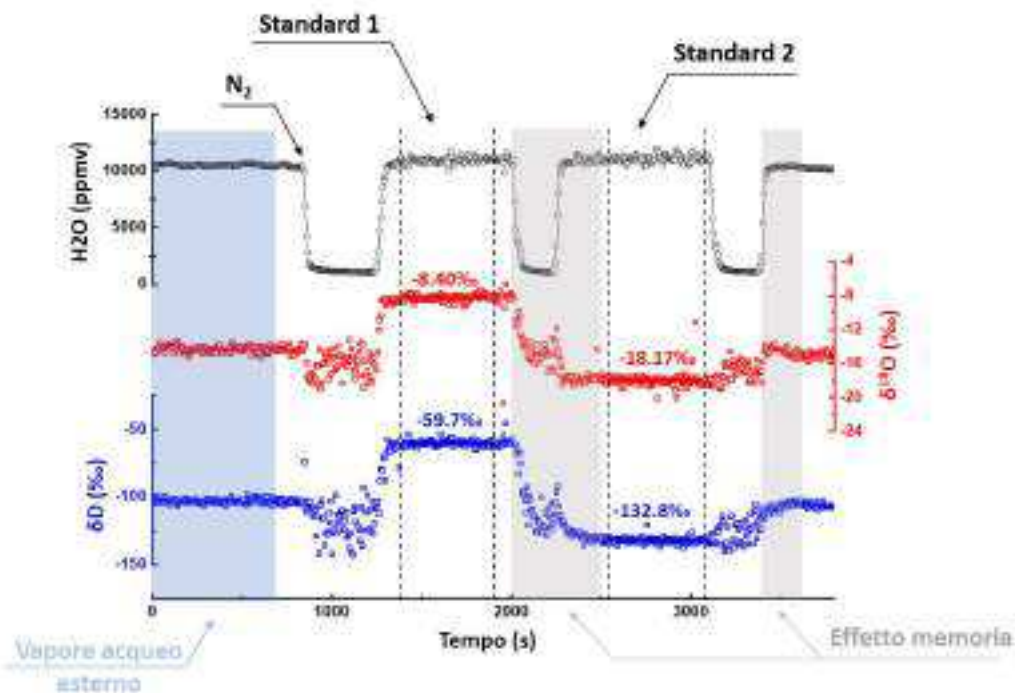 Standard 1
Standard 2
N₂
15000
10000
5000
0
H2O (ppmv)
-4
-8
-12
-16
-20
-24
δ¹⁸O (‰)
-8.40‰
-18.17‰
-50
-100
-150
δD (‰)
-59.7‰
-132.8‰
0
1000
2000
3000
Tempo (s)
Vapore acqueo
esterno
Effetto memoria